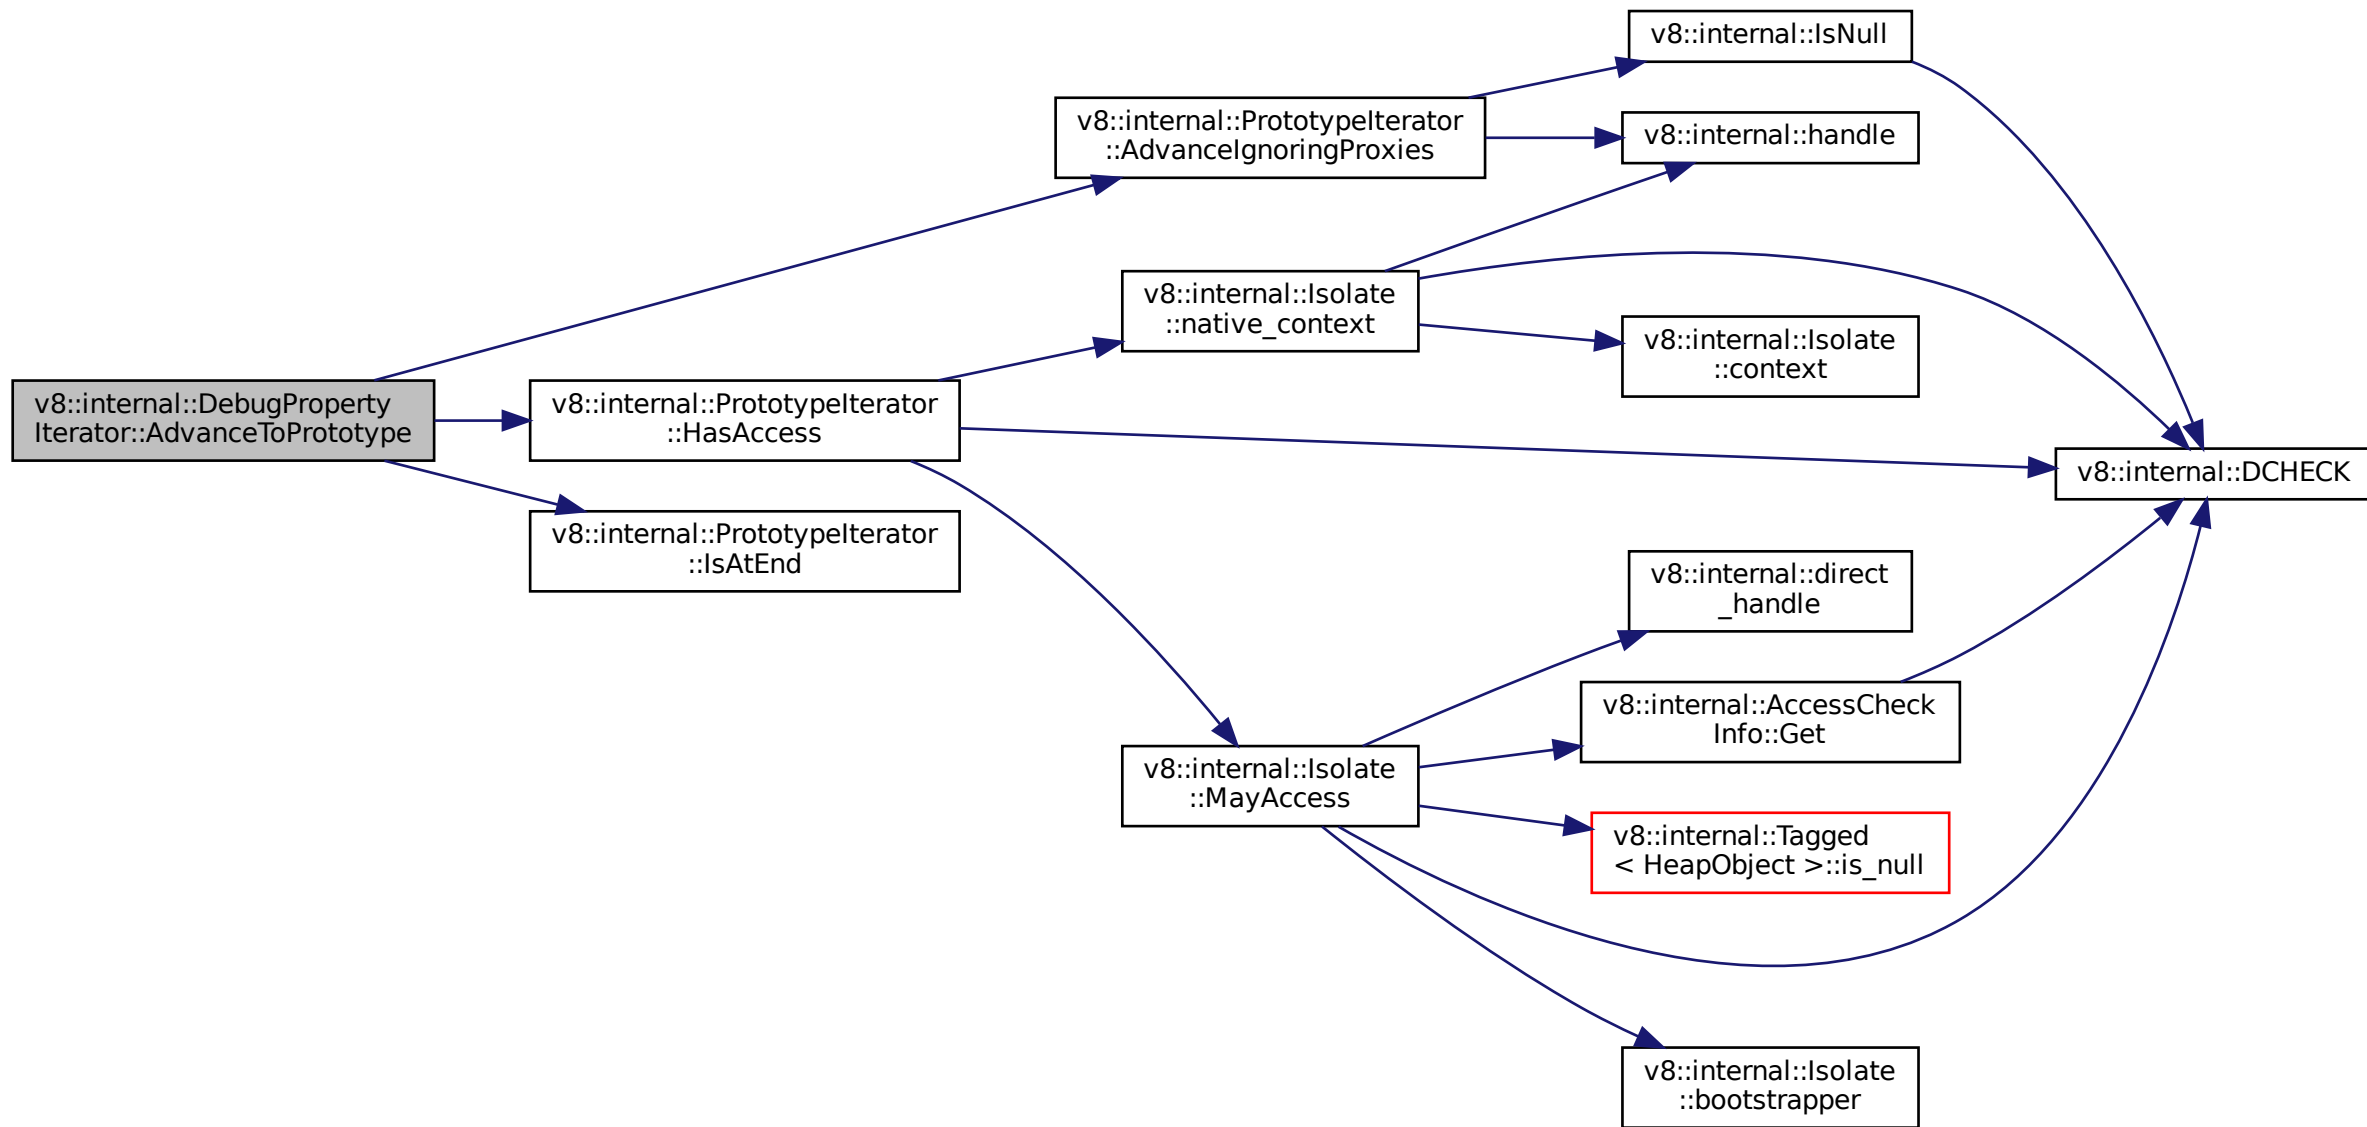 v8::internal::DebugProperty
Iterator::AdvanceToPrototype
v8::internal::PrototypeIterator
::AdvanceIgnoringProxies
v8::internal::IsNull
v8::internal::handle
v8::internal::PrototypeIterator
::HasAccess
v8::internal::Isolate
::native_context
v8::internal::Isolate
::context
v8::internal::DCHECK
v8::internal::PrototypeIterator
::IsAtEnd
v8::internal::Isolate
::MayAccess
v8::internal::direct
_handle
v8::internal::AccessCheck
Info::Get
v8::internal::Tagged
< HeapObject >::is_null
v8::internal::Isolate
::bootstrapper